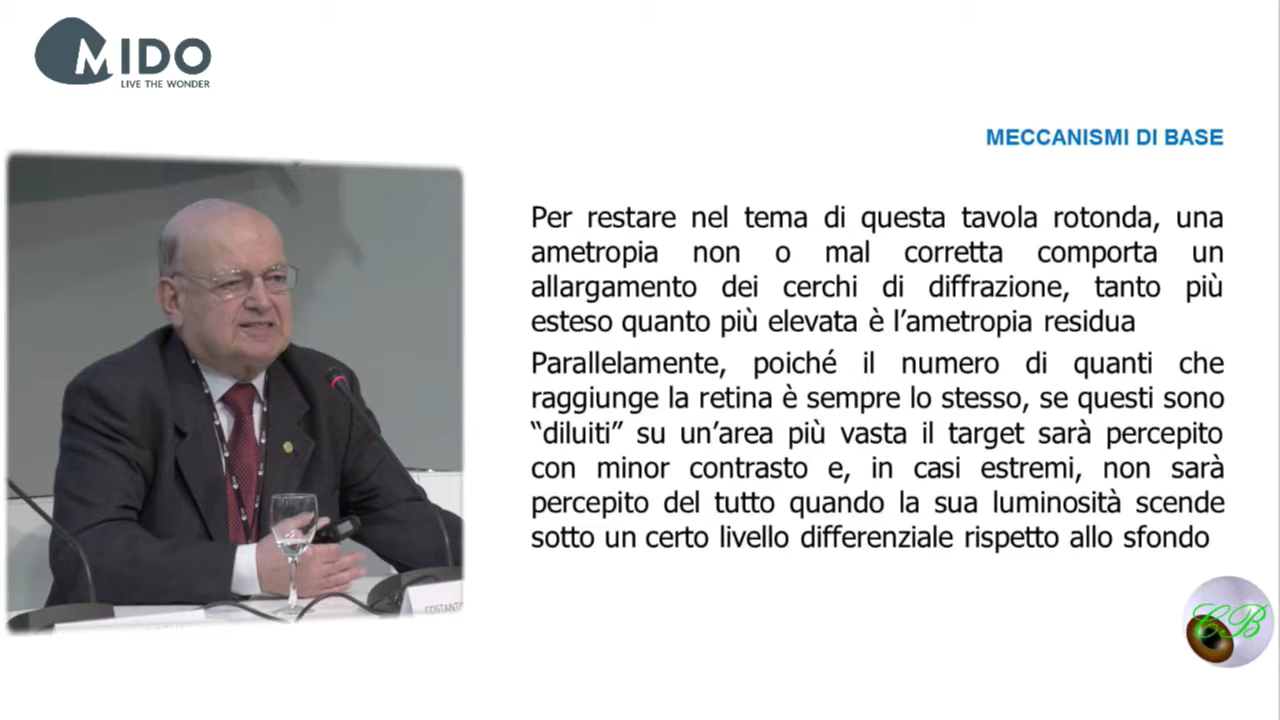 MIDO
LIVE THE WONDER
MECCANISMI DI BASE
Per restare nel tema di questa tavola rotonda, una
ametropia non o mal corretta comporta un
allargamento dei cerchi di diffrazione, tanto più
esteso quanto più elevata è l’ametropia residua
Parallelamente, poiché il numero di quanti che
raggiunge la retina è sempre lo stesso, se questi sono
“diluiti” su un’area più vasta il target sarà percepito
con minor contrasto e, in casi estremi, non sarà
percepito del tutto quando la sua luminosità scende
sotto un certo livello differenziale rispetto allo sfondo
CB